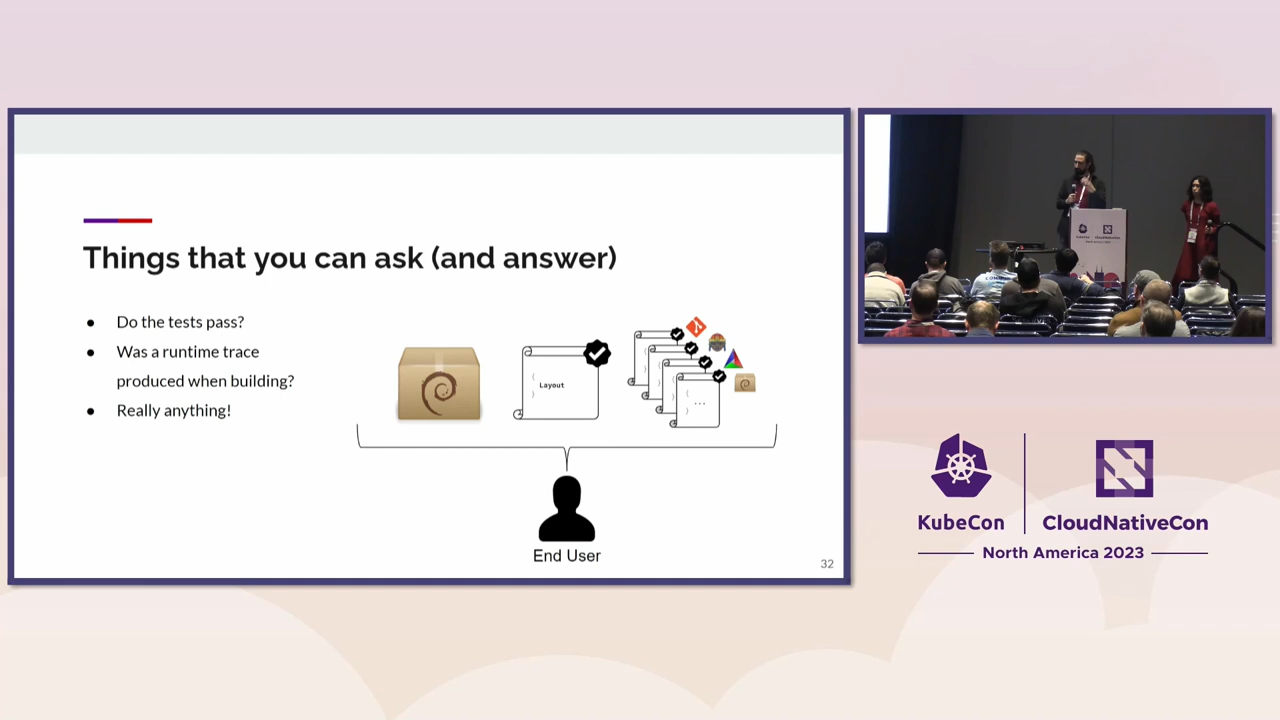 Things that you can ask (and answer)
● Do the tests pass?
● Was a runtime trace
produced when building?
● Really anything!
{
Layout
}
{
...
}
End User
32
KubeCon
CloudNativeCon
North America 2023